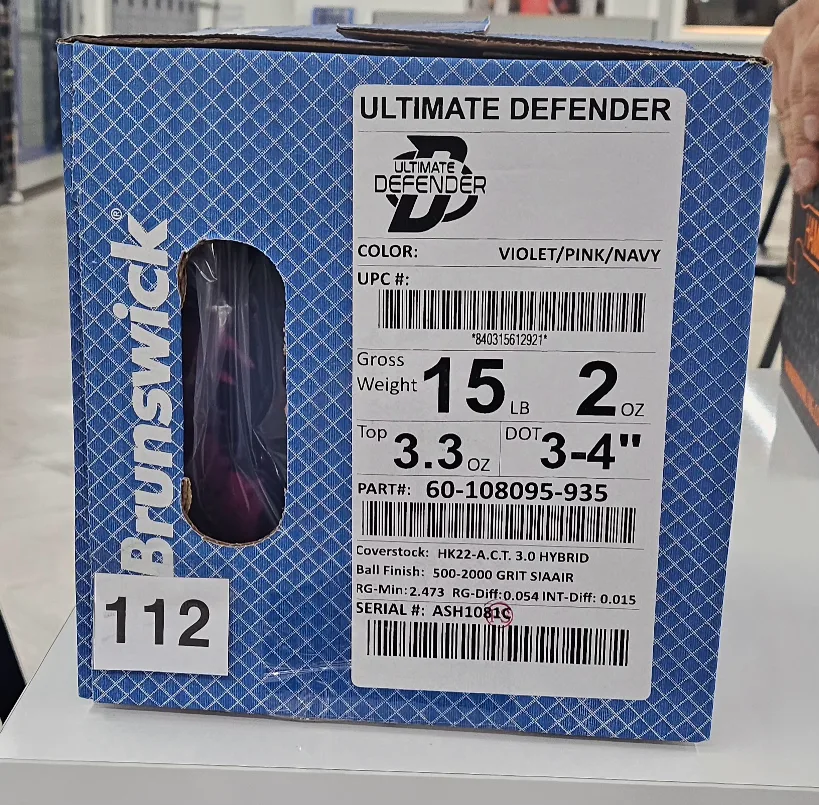 ULTIMATE DEFENDER
ULTIMATE
DEFENDER
COLOR: VIOLET/PINK/NAVY
UPC #:
*840315612921*
Gross Weight 15 LB 2 OZ
Top 3.3 OZ DOT 3-4"
PART#: 60-108095-935
Coverstock: HK22-A.C.T. 3.0 HYBRID
Ball Finish: 500-2000 GRIT SIAAIR
RG-Min: 2.473 RG-Diff: 0.054 INT-Diff: 0.015
SERIAL #: ASH1081C
Brunswick®
112